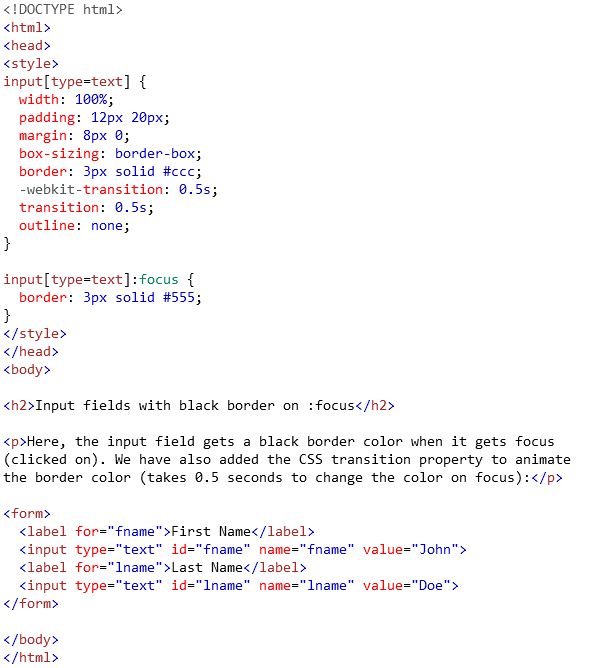 <!DOCTYPE html>
<html>
<head>
<style>
input[type=text] {
  width: 100%;
  padding: 12px 20px;
  margin: 8px 0;
  box-sizing: border-box;
  border: 3px solid #ccc;
  -webkit-transition: 0.5s;
  transition: 0.5s;
  outline: none;
}

input[type=text]:focus {
  border: 3px solid #555;
}
</style>
</head>
<body>

<h2>Input fields with black border on :focus</h2>

<p>Here, the input field gets a black border color when it gets focus
(clicked on). We have also added the CSS transition property to animate
the border color (takes 0.5 seconds to change the color on focus):</p>

<form>
  <label for="fname">First Name</label>
  <input type="text" id="fname" name="fname" value="John">
  <label for="lname">Last Name</label>
  <input type="text" id="lname" name="lname" value="Doe">
</form>

</body>
</html>